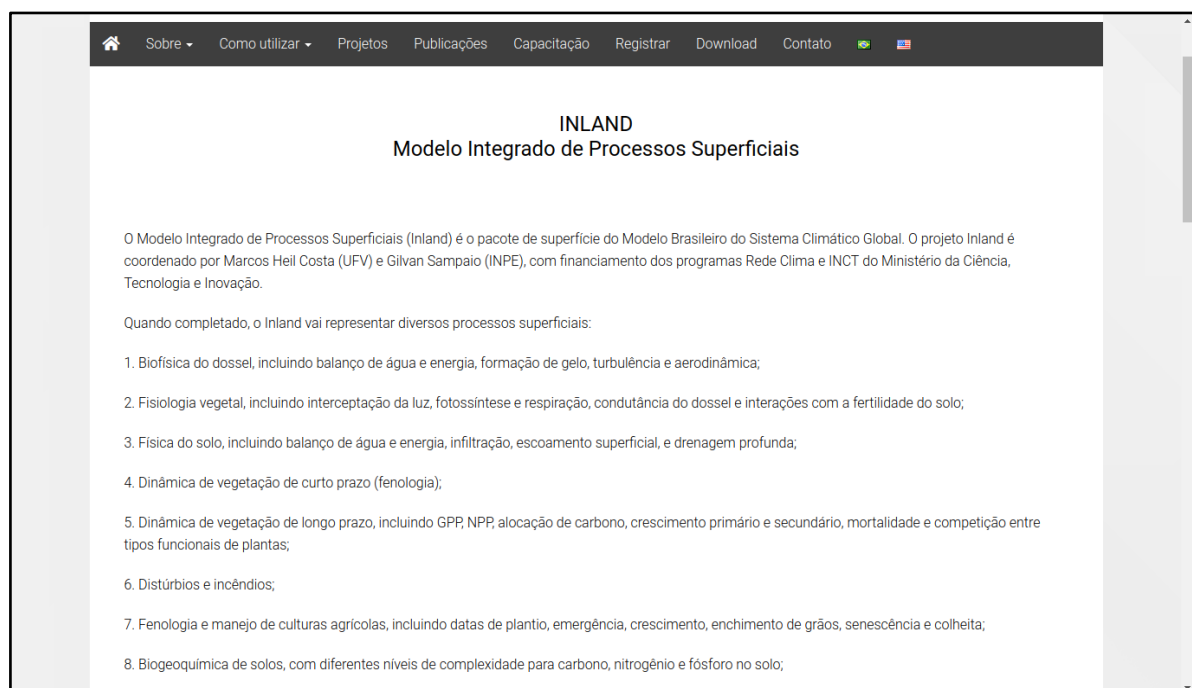 Sobre Como utilizar Projetos Publicações Capacitação Registrar Download Contato
INLAND
Modelo Integrado de Processos Superficiais
O Modelo Integrado de Processos Superficiais (Inland) é o pacote de superfície do Modelo Brasileiro do Sistema Climático Global. O projeto Inland é
coordenado por Marcos Heil Costa (UFV) e Gilvan Sampaio (INPE), com financiamento dos programas Rede Clima e INCT do Ministério da Ciência,
Tecnologia e Inovação.
Quando completado, o Inland vai representar diversos processos superficiais:
1. Biofísica do dossel, incluindo balanço de água e energia, formação de gelo, turbulência e aerodinâmica;
2. Fisiologia vegetal, incluindo interceptação da luz, fotossíntese e respiração, condutância do dossel e interações com a fertilidade do solo;
3. Física do solo, incluindo balanço de água e energia, infiltração, escoamento superficial, e drenagem profunda;
4. Dinâmica de vegetação de curto prazo (fenologia);
5. Dinâmica de vegetação de longo prazo, incluindo GPP, NPP, alocação de carbono, crescimento primário e secundário, mortalidade e competição entre
tipos funcionais de plantas;
6. Distúrbios e incêndios;
7. Fenologia e manejo de culturas agrícolas, incluindo datas de plantio, emergência, crescimento, enchimento de grãos, senescência e colheita;
8. Biogeoquímica de solos, com diferentes níveis de complexidade para carbono, nitrogênio e fósforo no solo;